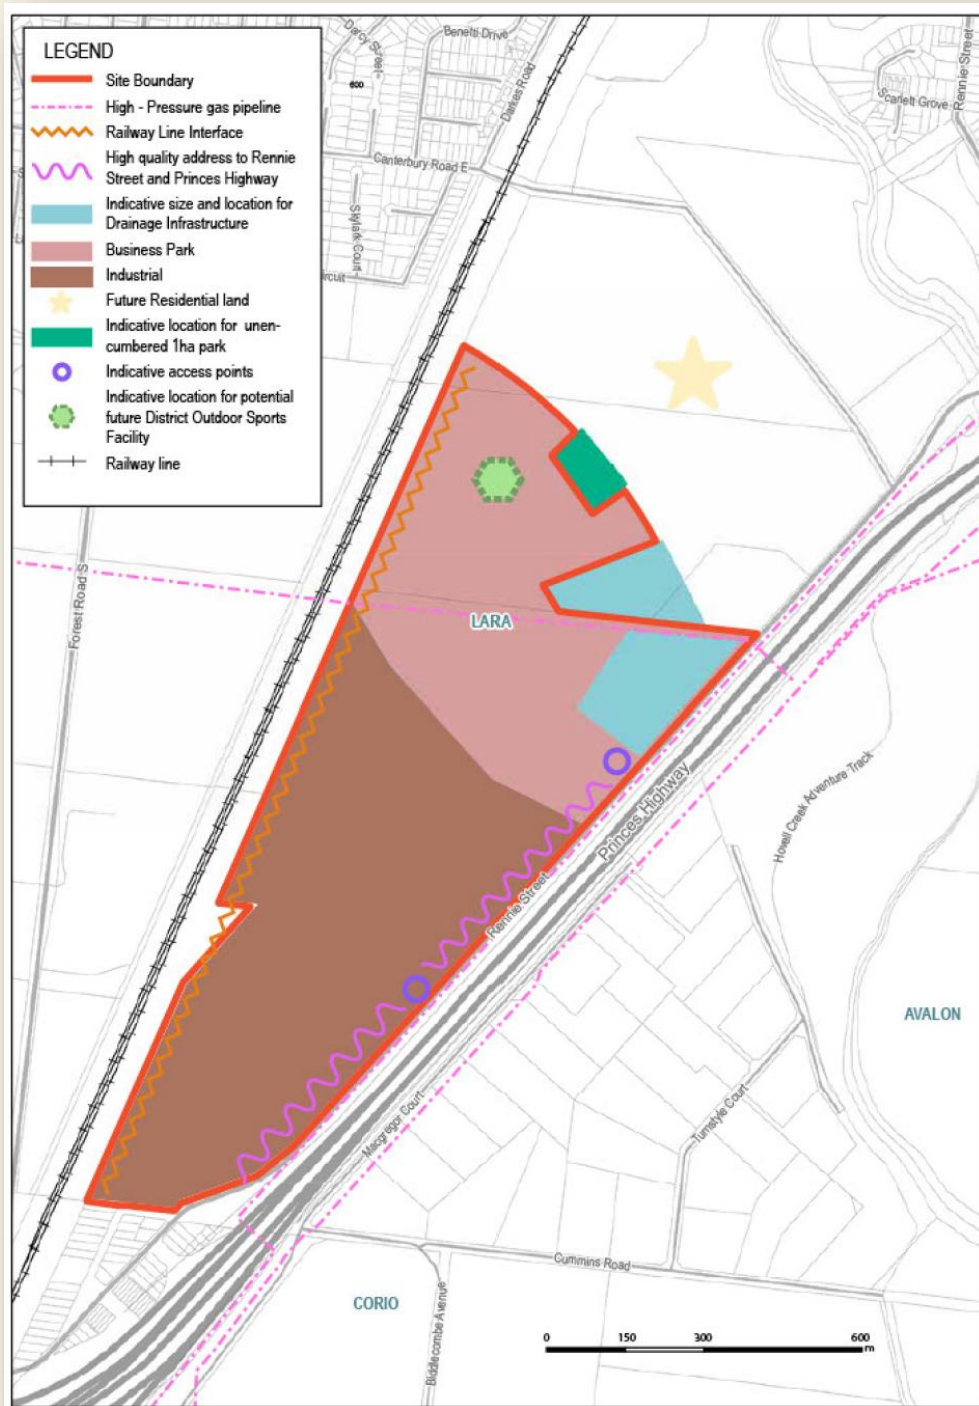 LEGEND
Site Boundary
High - Pressure gas pipeline
Railway Line Interface
High quality address to Rennie
Street and Princes Highway
Indicative size and location for
Drainage Infrastructure
Business Park
Industrial
Future Residential land
Indicative location for unen-
cumbered 1ha park
Indicative access points
Indicative location for potential
future District Outdoor Sports
Facility
Railway line
Darcy Street
600
Benetti Drive
Darkes Road
Canterbury Road E
Skylark Court
Scarlett Grove
Rennie Street
Forest Road S
LARA
Princes Highway
Rennie Street
Hovell Creek Adventure Track
AVALON
Macgregor Court
Turnstyle Court
Cummins Road
CORIO
Biddlecombe Avenue
0 150 300 600
m